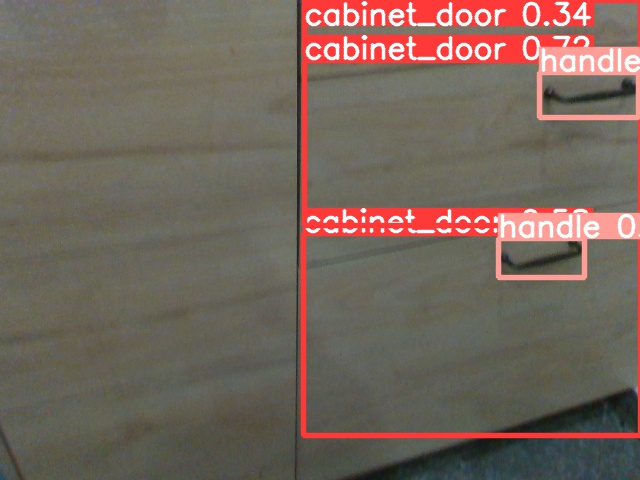 cabinet_door 0.34
cabinet_door 0.72
handle
cabinet_door
handle 0.